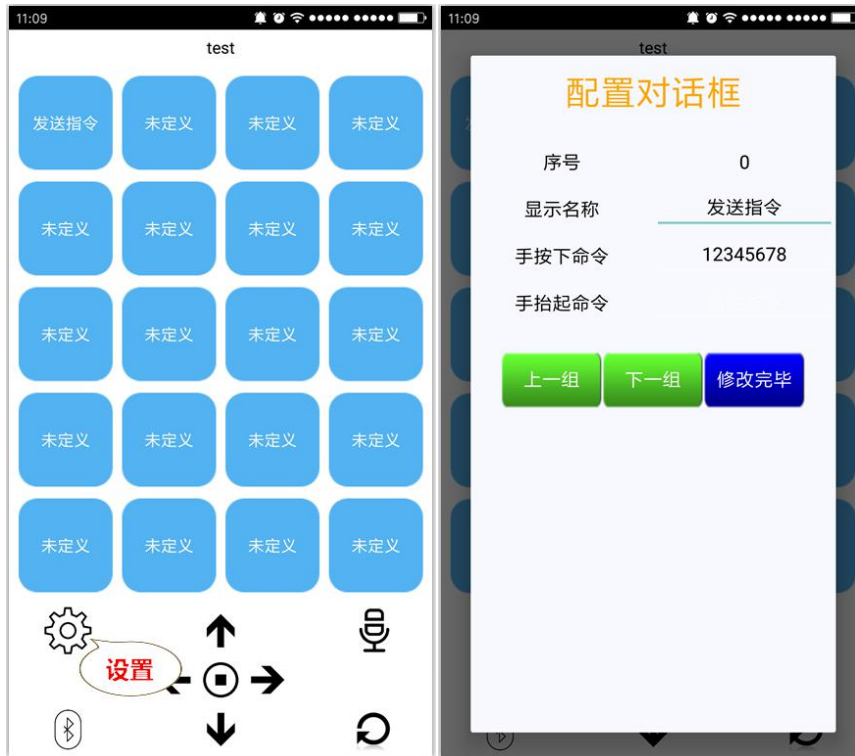 11:09
test
发送指令 未定义 未定义 未定义
未定义 未定义 未定义 未定义
未定义 未定义 未定义 未定义
未定义 未定义 未定义 未定义
未定义 未定义 未定义 未定义
设置
11:09
test
配置对话框
序号 0
显示名称 发送指令
手按下命令 12345678
手抬起命令
上一组 下一组 修改完毕